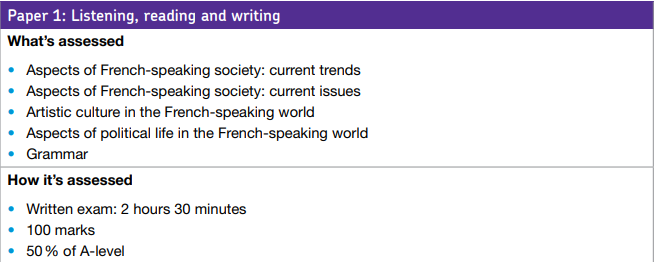 Paper 1: Listening, reading and writing
What's assessed
• Aspects of French-speaking society: current trends
• Aspects of French-speaking society: current issues
• Artistic culture in the French-speaking world
• Aspects of political life in the French-speaking world
• Grammar
How it's assessed
• Written exam: 2 hours 30 minutes
• 100 marks
• 50 % of A-level